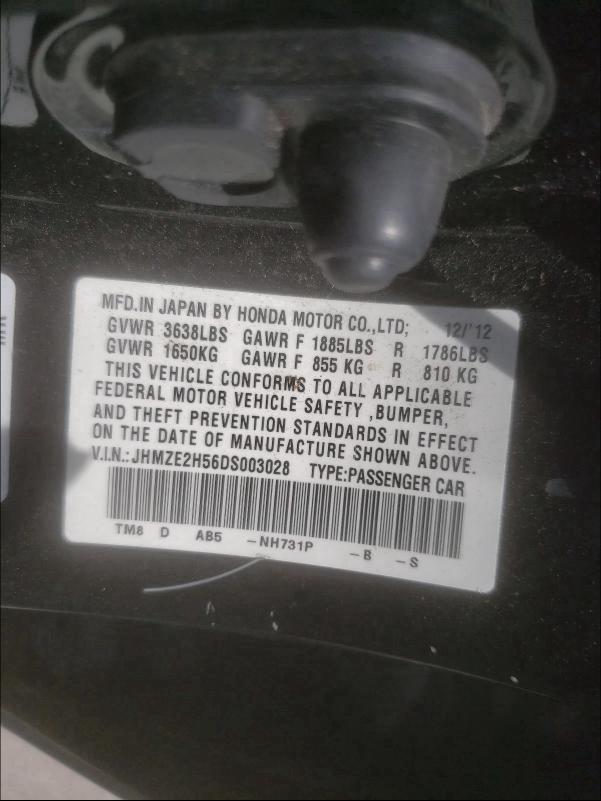 MFD.IN JAPAN BY HONDA MOTOR CO.,LTD; 12/'12
GVWR 3638LBS GAWR F 1885LBS R 1786LBS
GVWR 1650KG GAWR F 855 KG R 810 KG
THIS VEHICLE CONFORMS TO ALL APPLICABLE
FEDERAL MOTOR VEHICLE SAFETY ,BUMPER,
AND THEFT PREVENTION STANDARDS IN EFFECT
ON THE DATE OF MANUFACTURE SHOWN ABOVE.
V.I.N.: JHMZE2H56DS003028 TYPE:PASSENGER CAR
TM8 D AB5 -NH731P -B -S